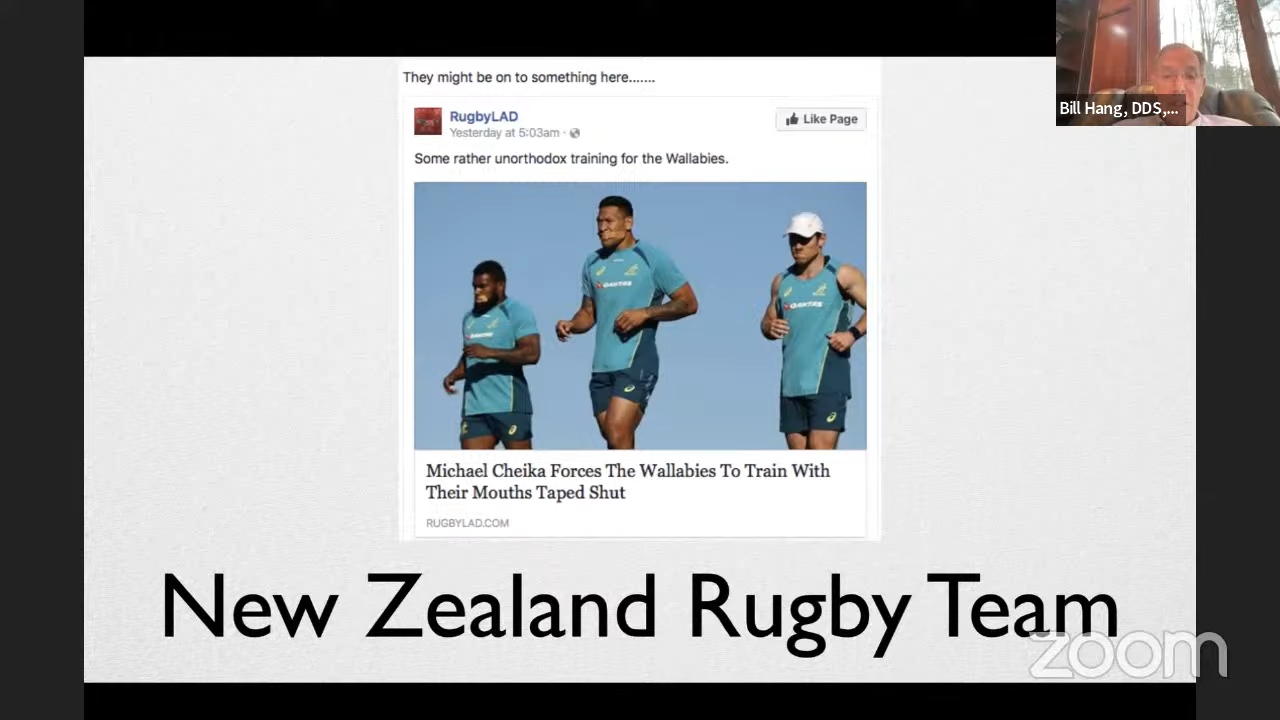 They might be on to something here.......
RugbyLAD
Yesterday at 5:03am ·
Like Page
Some rather unorthodox training for the Wallabies.
QANTAS
QANTAS
Michael Cheika Forces The Wallabies To Train With
Their Mouths Taped Shut
RUGBYLAD.COM
New Zealand Rugby Team
zoom
Bill Hang, DDS,...